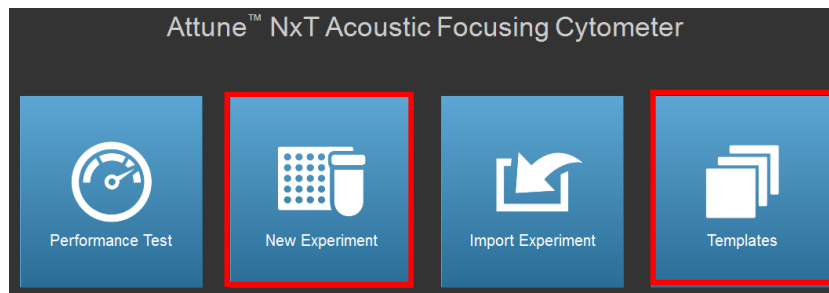 Attune™ NxT Acoustic Focusing Cytometer
Performance Test
New Experiment
Import Experiment
Templates